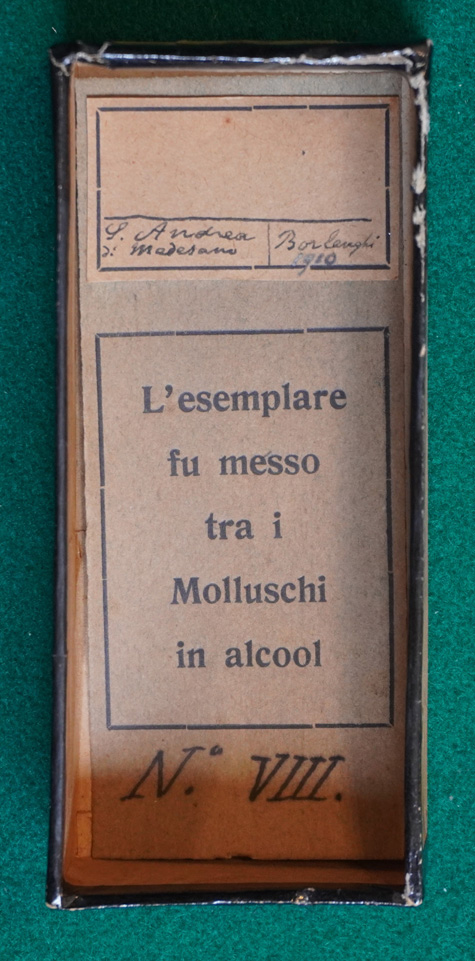 S. Andrea
di Medesano
Borlenghi
1910
L'esemplare
fu messo
tra i
Molluschi
in alcool
N.° VIII.